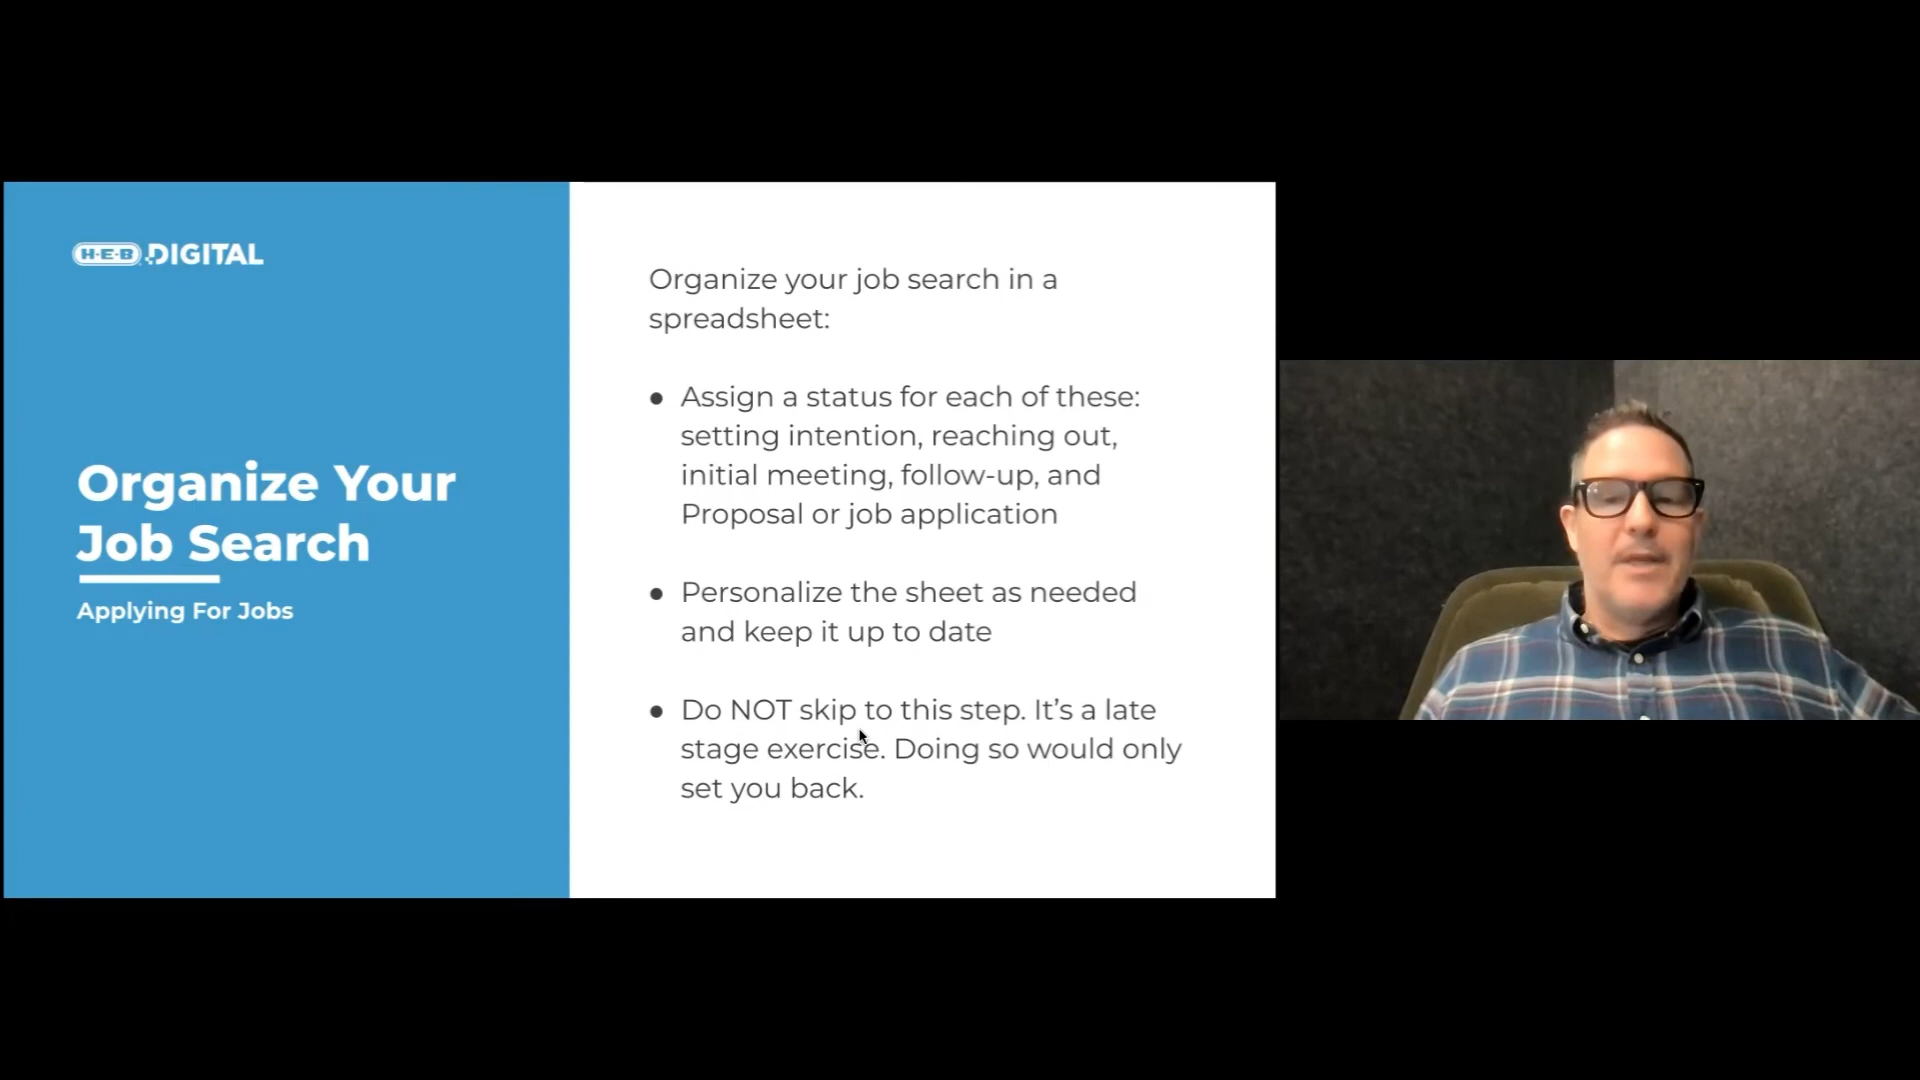 H-E-B DIGITAL
Organize Your
Job Search
Applying For Jobs
Organize your job search in a
spreadsheet:
● Assign a status for each of these:
setting intention, reaching out,
initial meeting, follow-up, and
Proposal or job application
● Personalize the sheet as needed
and keep it up to date
● Do NOT skip to this step. It’s a late
stage exercise. Doing so would only
set you back.